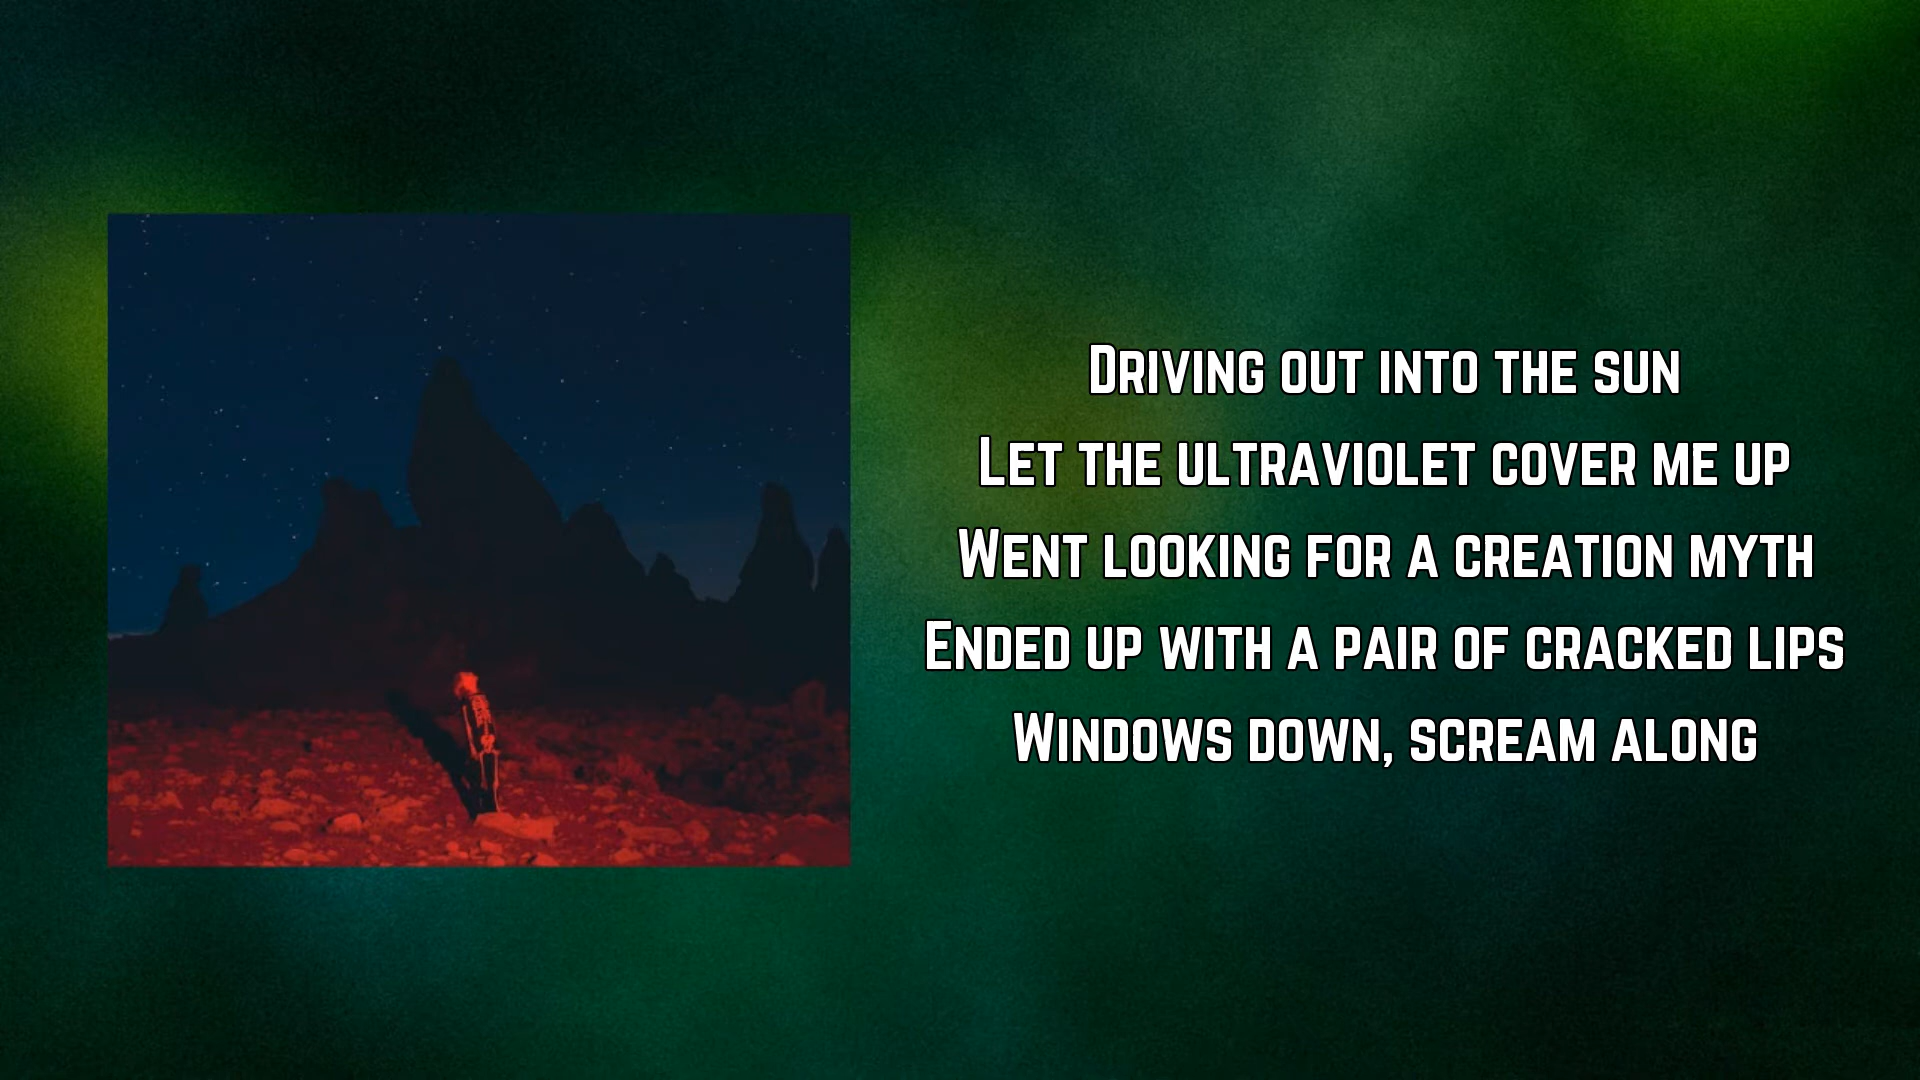 Driving out into the sun
Let the ultraviolet cover me up
Went looking for a creation myth
Ended up with a pair of cracked lips
Windows down, scream along